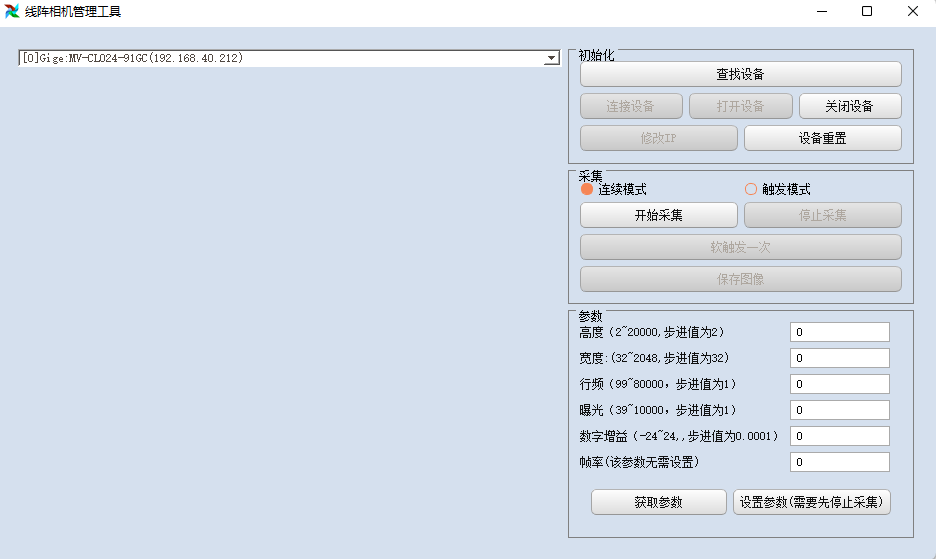 线阵相机管理工具
[0]Gige:MV-CL024-91GC(192.168.40.212)
初始化
查找设备
连接设备 打开设备 关闭设备
修改IP 设备重置
采集
连续模式 触发模式
开始采集 停止采集
软触发一次
保存图像
参数
高度（2~20000,步进值为2） 0
宽度:(32~2048,步进值为32) 0
行频（99~80000，步进值为1） 0
曝光（39~10000，步进值为1） 0
数字增益（-24~24,,步进值为0.0001） 0
帧率(该参数无需设置) 0
获取参数 设置参数(需要先停止采集)